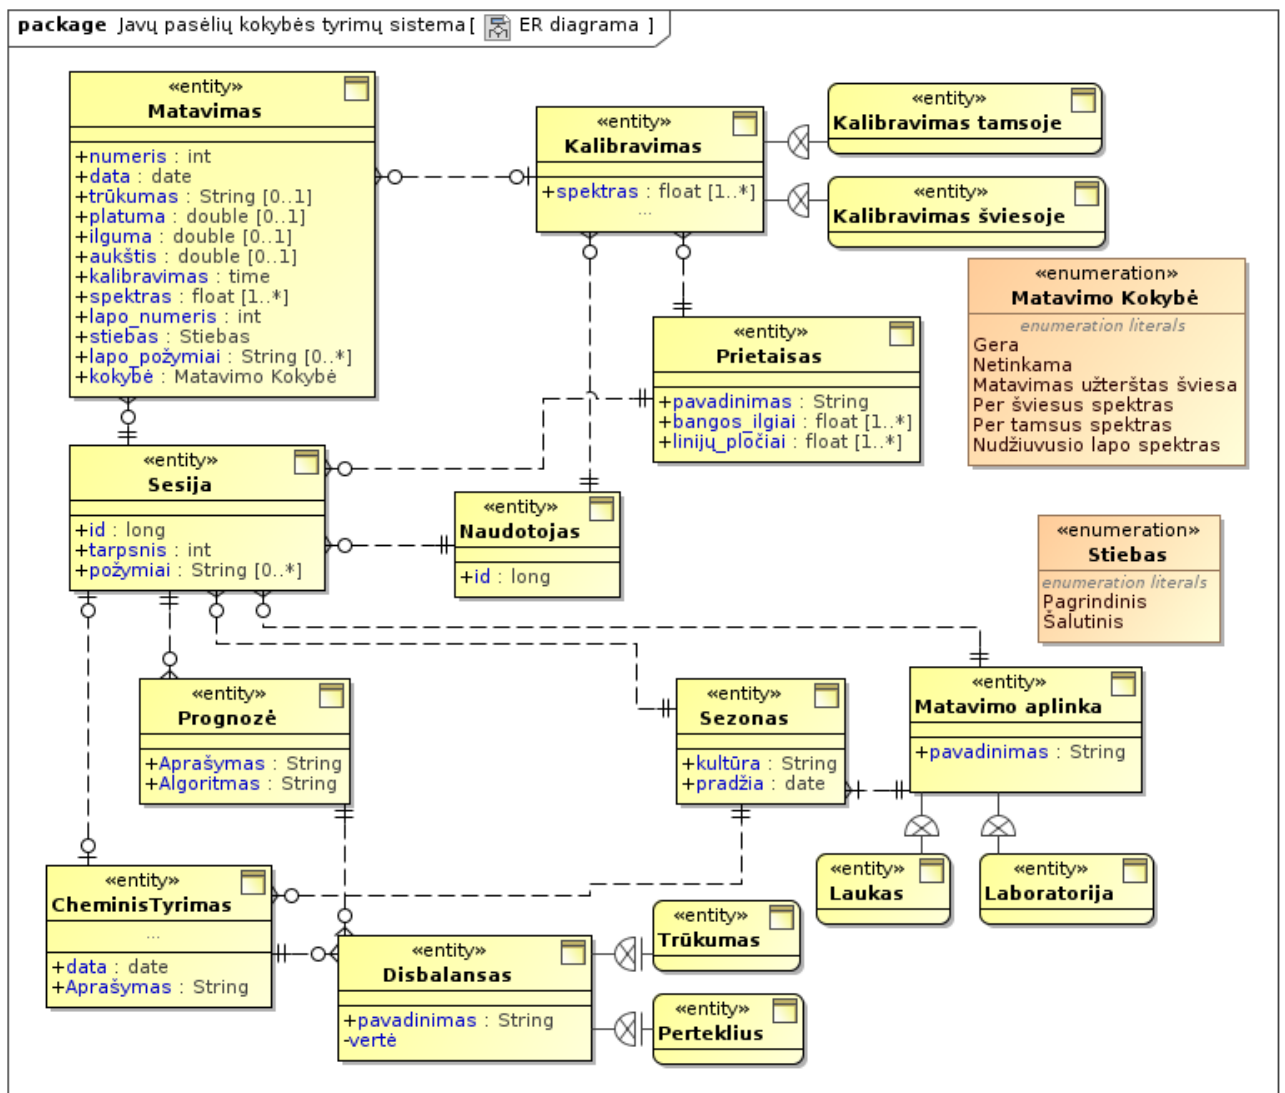 package Javų pasėlių kokybės tyrimų sistema [ ER diagrama ]
«entity»
Matavimas
+numeris : int
+data : date
+trūkumas : String [0..1]
+platuma : double [0..1]
+ilguma : double [0..1]
+aukštis : double [0..1]
+kalibravimas : time
+spektras : float [1..*]
+lapo_numeris : int
+stiebas : Stiebas
+lapo_požymiai : String [0..*]
+kokybė : Matavimo Kokybė
«entity»
Kalibravimas
+spektras : float [1..*]
...
«entity»
Kalibravimas tamsoje
«entity»
Kalibravimas šviesoje
«enumeration»
Matavimo Kokybė
enumeration literals
Gera
Netinkama
Matavimas užterštas šviesa
Per šviesus spektras
Per tamsus spektras
Nudžiuvusio lapo spektras
«entity»
Prietaisas
+pavadinimas : String
+bangos_ilgiai : float [1..*]
+linijų_pločiai : float [1..*]
«entity»
Sesija
+id : long
+tarpsnis : int
+požymiai : String [0..*]
«entity»
Naudotojas
+id : long
«enumeration»
Stiebas
enumeration literals
Pagrindinis
Šalutinis
«entity»
Prognozė
+Aprašymas : String
+Algoritmas : String
«entity»
Sezonas
+kultūra : String
+pradžia : date
«entity»
Matavimo aplinka
+pavadinimas : String
«entity»
Laukas
«entity»
Laboratorija
«entity»
CheminisTyrimas
...
+data : date
+Aprašymas : String
«entity»
Disbalansas
+pavadinimas : String
-vertė
«entity»
Trūkumas
«entity»
Perteklius